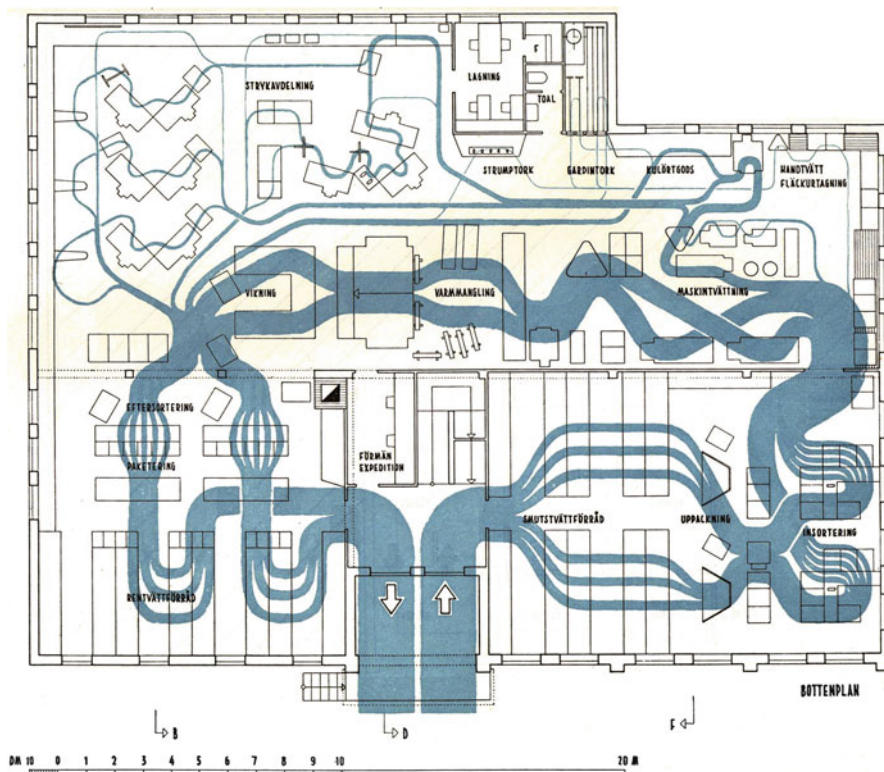 LAGNING
F
TOAL
STRYKAVDELNING
STRUMPTORK
GARDINTORK
KULÖRTGODS
HANDTVÄTT
FLÄCKURTAGNING
VIKNING
VARMMANGLING
MASKINTVÄTTNING
EFTERSORTERING
PAKETERING
FÖRMÄN
EXPEDITION
SMUTSTVÄTTFÖRRÅD
UPPACKNING
INSORTERING
RENTVÄTTFÖRRÅD
BOTTENPLAN
B
D
F
DM 10 0 1 2 3 4 5 6 7 8 9 10 20 M